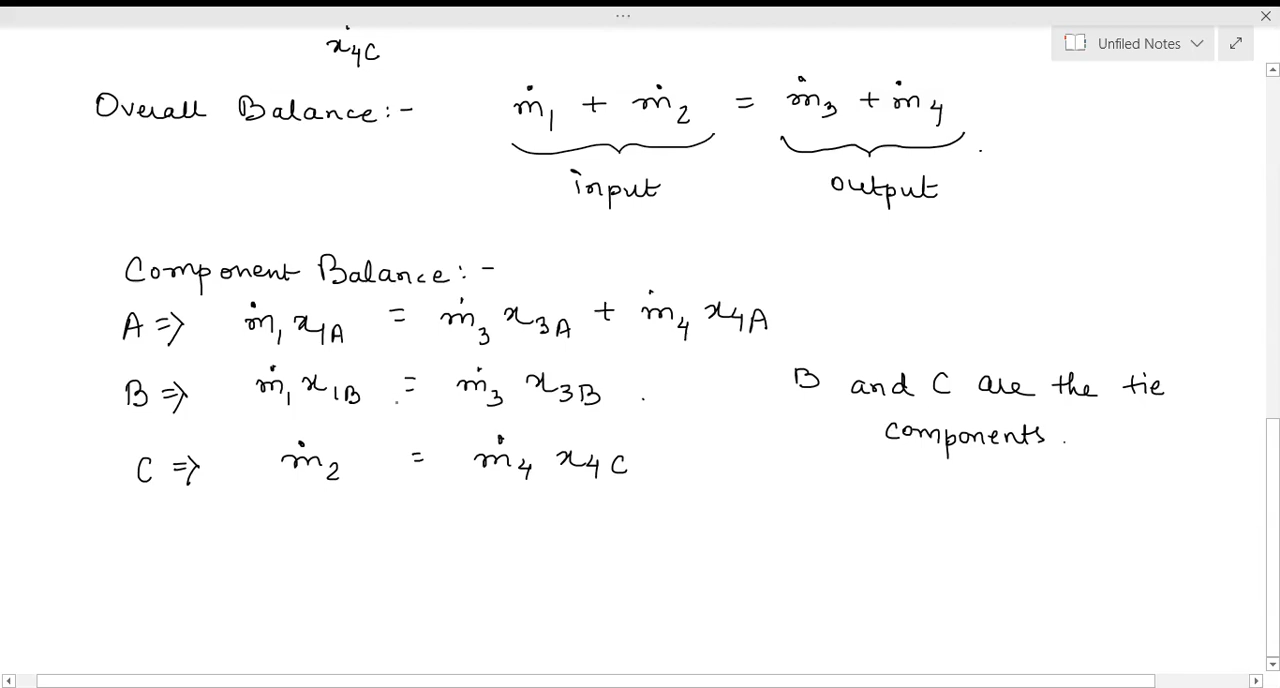 Unfiled Notes
ẋ4C
Overall Balance:- ṁ1 + ṁ2 = ṁ3 + ṁ4.
input output
Component Balance:-
A => ṁ1 x1A = ṁ3 x3A + ṁ4 x4A
B => ṁ1 x1B = ṁ3 x3B. B and C are the tie
components.
C => ṁ2 = ṁ4 x4C